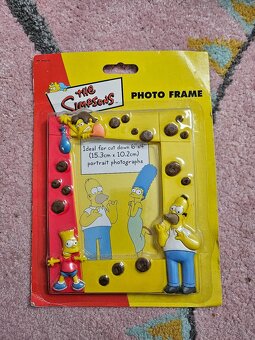 THE
SIMPSONS
PHOTO FRAME
Ideal for cut down 6"x4"
(15.3cm x 10.2cm)
portrait photographs